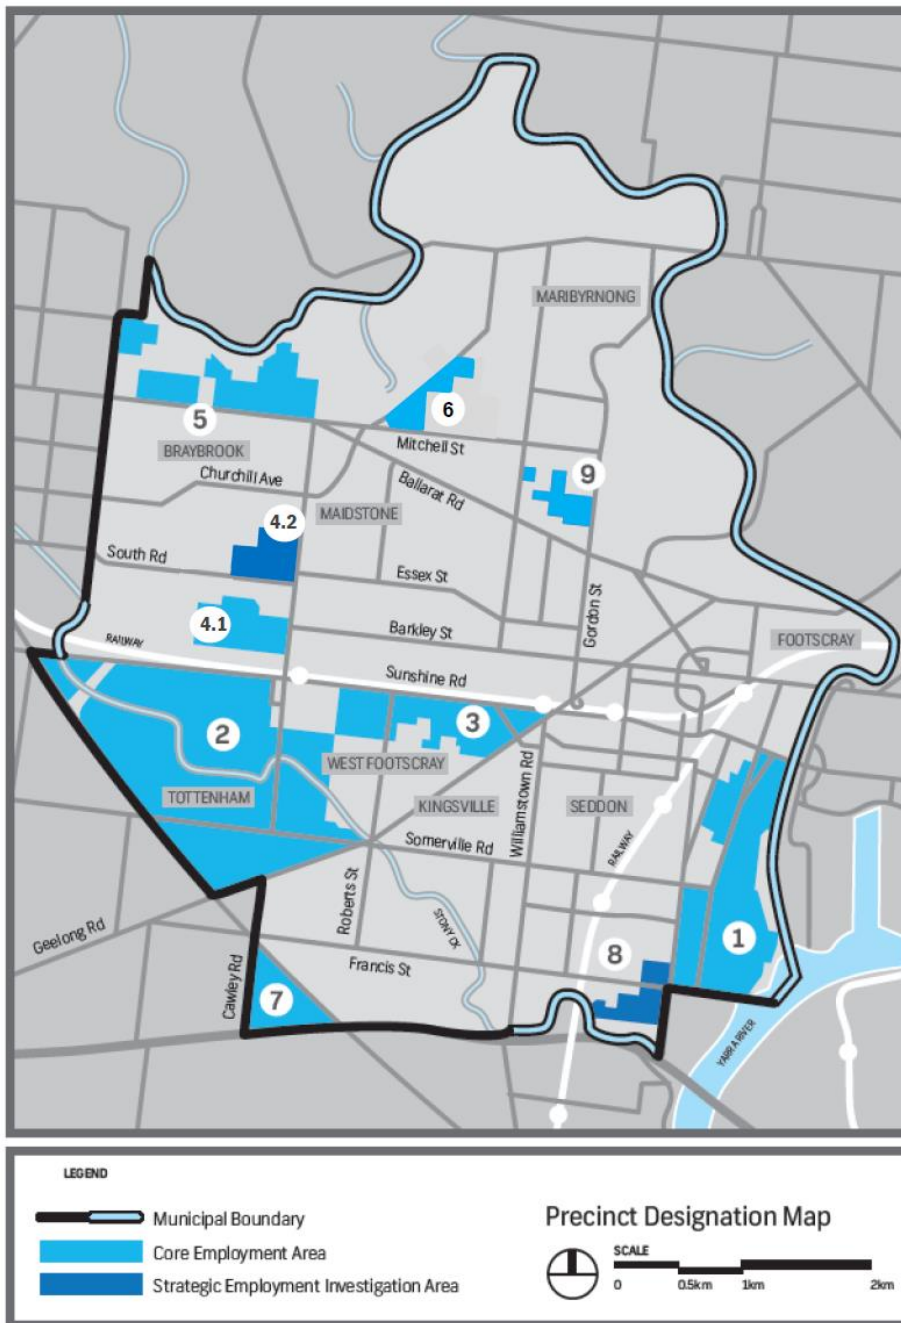 MARIBYRNONG
6
5
Mitchell St
BRAYBROOK
9
Churchill Ave
Ballarat Rd
MAIDSTONE
4.2
South Rd
Essex St
Gordon St
4.1
Barkley St
RAILWAY
FOOTSCRAY
Sunshine Rd
2
3
WEST FOOTSCRAY
TOTTENHAM
KINGSVILLE
Williamstown Rd
SEDDON
Somerville Rd
RAILWAY
Roberts St
STONY CK
Geelong Rd
1
8
Francis St
Cawley Rd
7
YARRA RIVER
LEGEND
Municipal Boundary
Core Employment Area
Strategic Employment Investigation Area
Precinct Designation Map
SCALE
0 0.5km 1km 2km